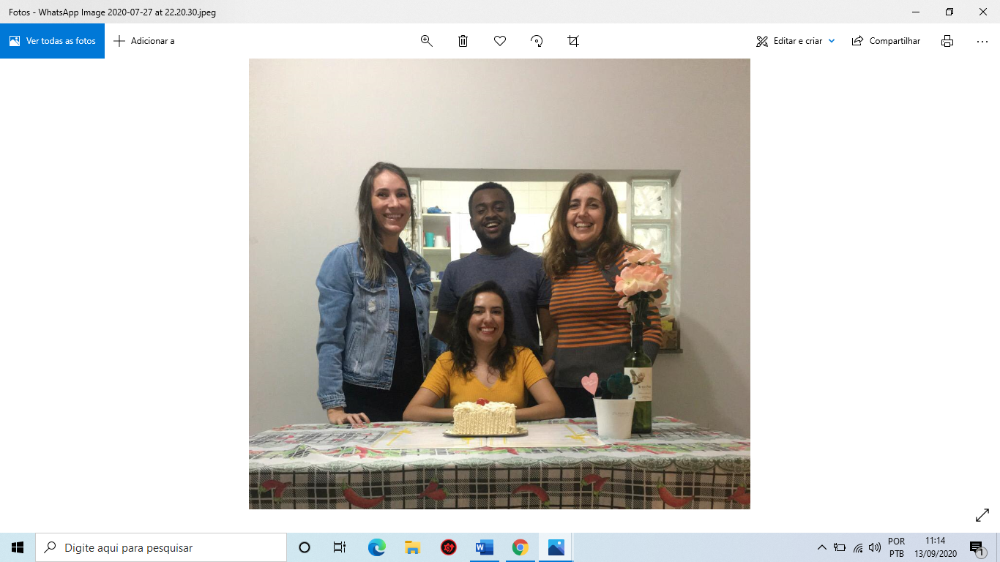 Fotos - WhatsApp Image 2020-07-27 at 22.20.30.jpeg
Ver todas as fotos
Adicionar a
Editar e criar
Compartilhar
Digite aqui para pesquisar
POR
PTB
11:14
13/09/2020
1